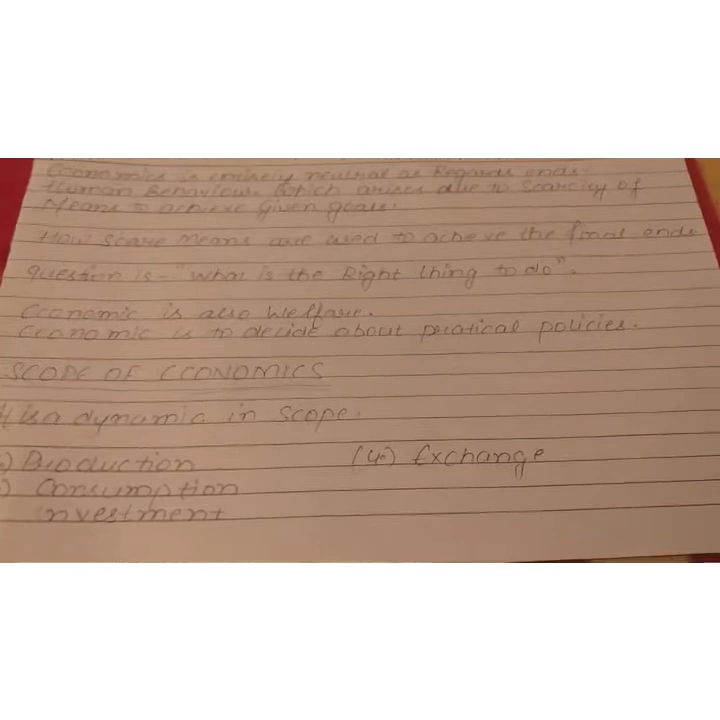 Economics is entirely neutral as Regards ends.
Human Behaviour which arises due to Scarcity of
Means to achieve Given goals.
How Scarse Means are used to acheve the final ends
question is - "What is the Right thing to do".
Economic is also Welfare.
Economic is to decide about pratical policies.
SCOPE OF ECONOMICS
It is a dynamic in scope.
) Production (4.) Exchange
) Consumption
nvestment